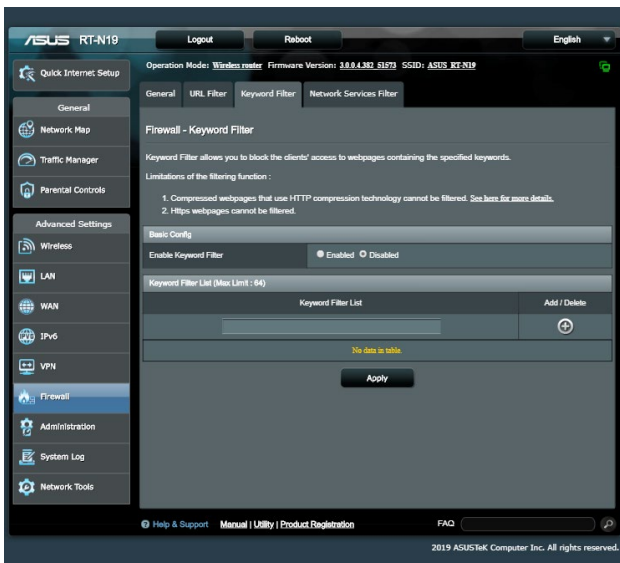 ASUS RT-N19
Logout
Reboot
English
Quick Internet Setup
General
Network Map
Traffic Manager
Parental Controls
Advanced Settings
Wireless
LAN
WAN
IPv6
VPN
Firewall
Administration
System Log
Network Tools
Operation Mode: Wireless router Firmware Version: 3.0.0.4.382_51573 SSID: ASUS_RT-N19
General URL Filter Keyword Filter Network Services Filter
Firewall - Keyword Filter
Keyword Filter allows you to block the clients' access to webpages containing the specified keywords.
Limitations of the filtering function :
1. Compressed webpages that use HTTP compression technology cannot be filtered. See here for more details.
2. Https webpages cannot be filtered.
Basic Config
Enable Keyword Filter Enabled Disabled
Keyword Filter List (Max Limit : 64)
Keyword Filter List Add / Delete
No data in table.
Apply
Help & Support Manual | Utility | Product Registration FAQ
2019 ASUSTeK Computer Inc. All rights reserved.